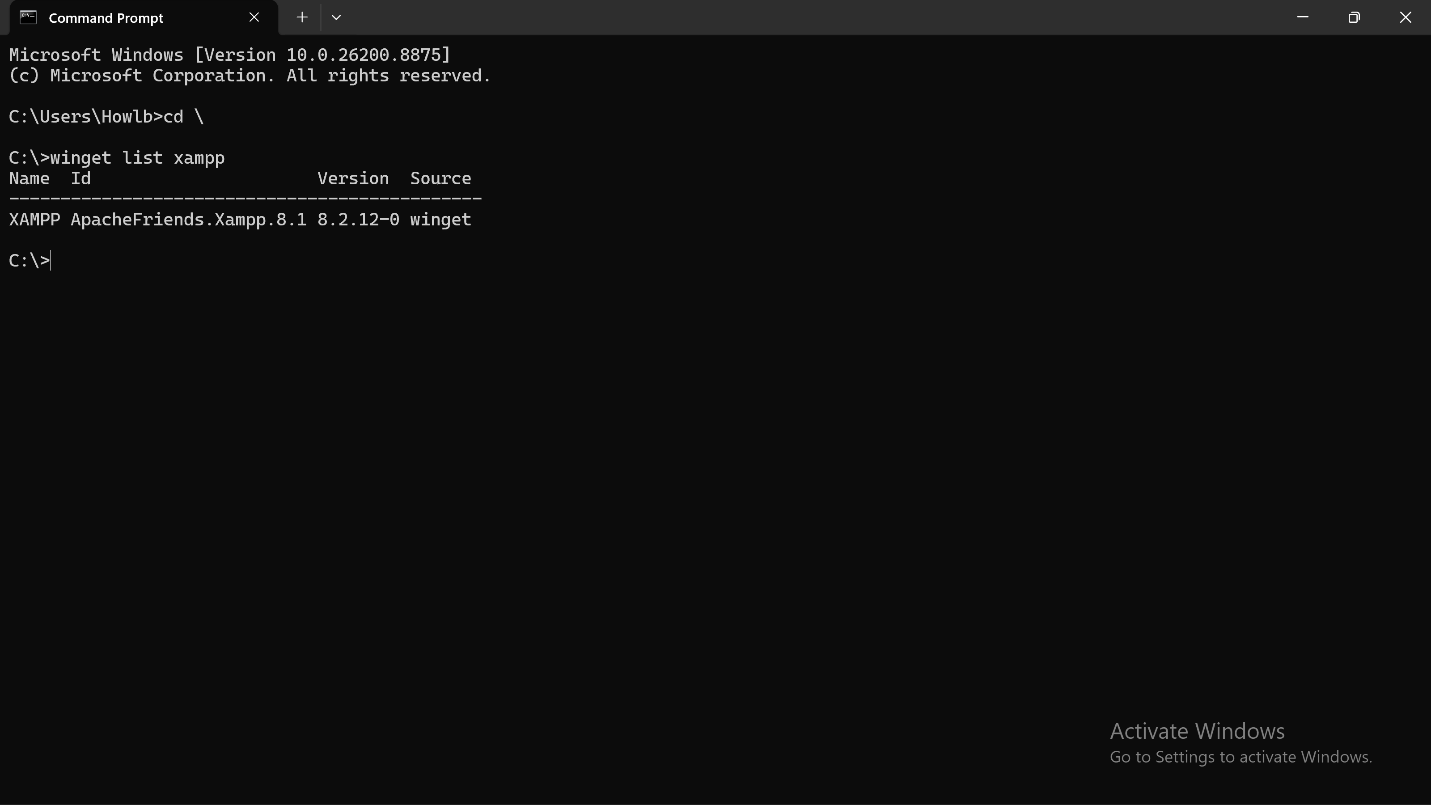 Command Prompt
Microsoft Windows [Version 10.0.26200.8875]
(c) Microsoft Corporation. All rights reserved.
C:\Users\Howlb>cd \
C:\>winget list xampp
Name  Id                      Version  Source
----------------------------------------------
XAMPP ApacheFriends.Xampp.8.1 8.2.12-0 winget
C:\>
Activate Windows
Go to Settings to activate Windows.